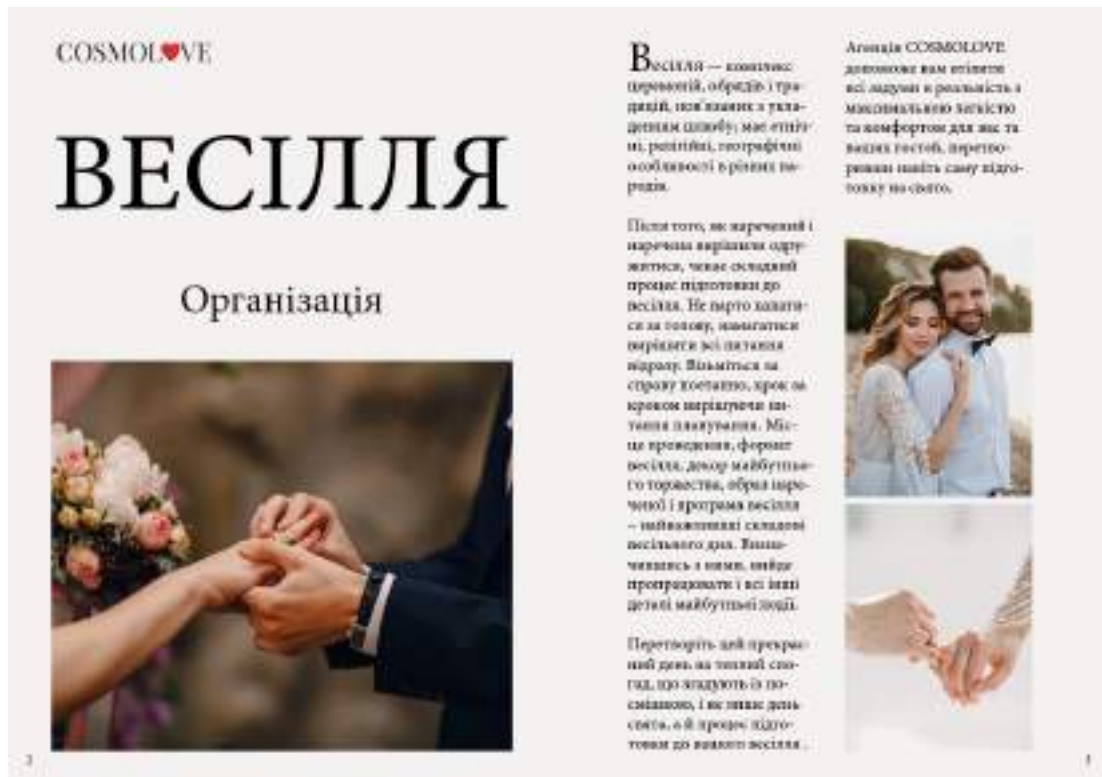 COSMOLOVE
ВЕСІЛЛЯ
Організація
Весілля — комплекс
церемоній, обрядів і тра-
дицій, пов'язаних з укла-
денням шлюбу; має етніч-
ні, релігійні, географічні
особливості в різних на-
родів.
Після того, як наречений і
наречена вирішили одру-
житися, чекає складний
процес підготовки до
весілля. Не варто хапати-
ся за голову, намагатися
вирішити всі питання
відразу. Візьміться за
справу поетапно, крок за
кроком вирішуючи пи-
тання планування. Міс-
це проведення, формат
весілля, декор майбутньо-
го торжества, образ наре-
ченої і програма весілля
– найважливіші складові
весільного дня. Визна-
чившись з ними, вийде
пропрацювати і всі інші
деталі майбутньої події.
Перетворіть цей прекрас-
ний день на теплий спо-
гад, що згадують із по-
смішкою, і не лише день
свята, а й процес підго-
товки до вашого весілля .
Агенція COSMOLOVE
допоможе вам втілити
всі задуми в реальність з
максимальною легкістю
та комфортом для вас та
ваших гостей, перетво-
ривши навіть саму підго-
товку на свято.
2
3